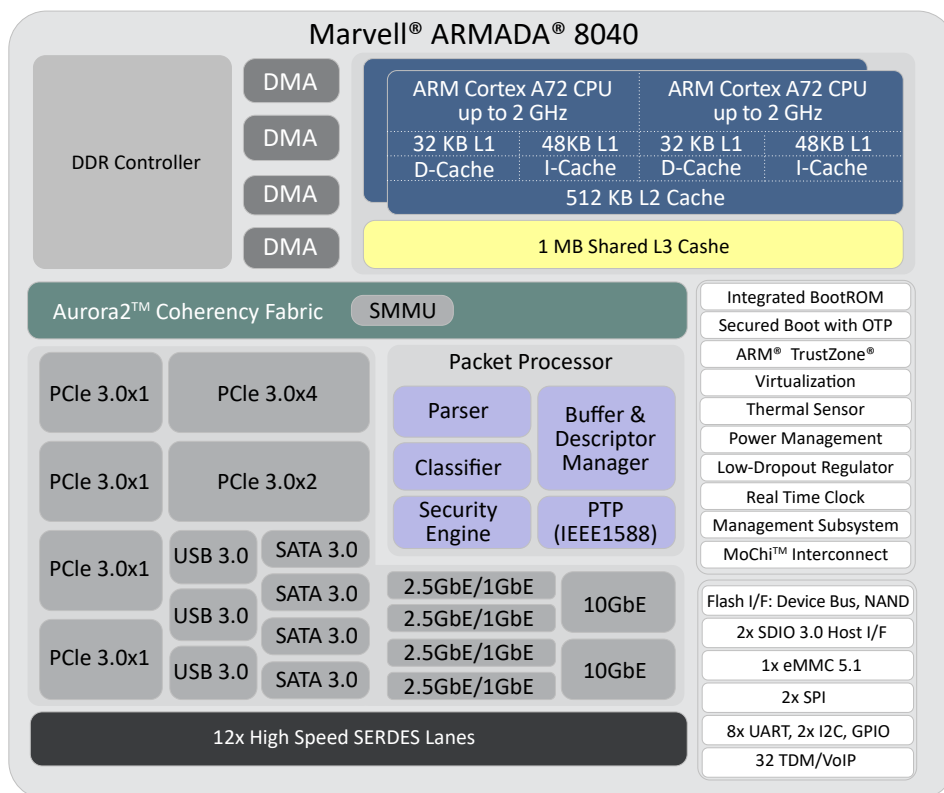 Marvell® ARMADA® 8040
DDR Controller
DMA
DMA
DMA
DMA
ARM Cortex A72 CPU
up to 2 GHz
32 KB L1
D-Cache
48KB L1
I-Cache
ARM Cortex A72 CPU
up to 2 GHz
32 KB L1
D-Cache
48KB L1
I-Cache
512 KB L2 Cache
1 MB Shared L3 Cashe
Aurora2™ Coherency Fabric
SMMU
PCIe 3.0x1
PCIe 3.0x4
PCIe 3.0x1
PCIe 3.0x2
PCIe 3.0x1
PCIe 3.0x1
USB 3.0
USB 3.0
USB 3.0
SATA 3.0
SATA 3.0
SATA 3.0
SATA 3.0
Packet Processor
Parser
Classifier
Security
Engine
Buffer &
Descriptor
Manager
PTP
(IEEE1588)
2.5GbE/1GbE
2.5GbE/1GbE
2.5GbE/1GbE
2.5GbE/1GbE
10GbE
10GbE
12x High Speed SERDES Lanes
Integrated BootROM
Secured Boot with OTP
ARM® TrustZone®
Virtualization
Thermal Sensor
Power Management
Low-Dropout Regulator
Real Time Clock
Management Subsystem
MoChi™ Interconnect
Flash I/F: Device Bus, NAND
2x SDIO 3.0 Host I/F
1x eMMC 5.1
2x SPI
8x UART, 2x I2C, GPIO
32 TDM/VoIP